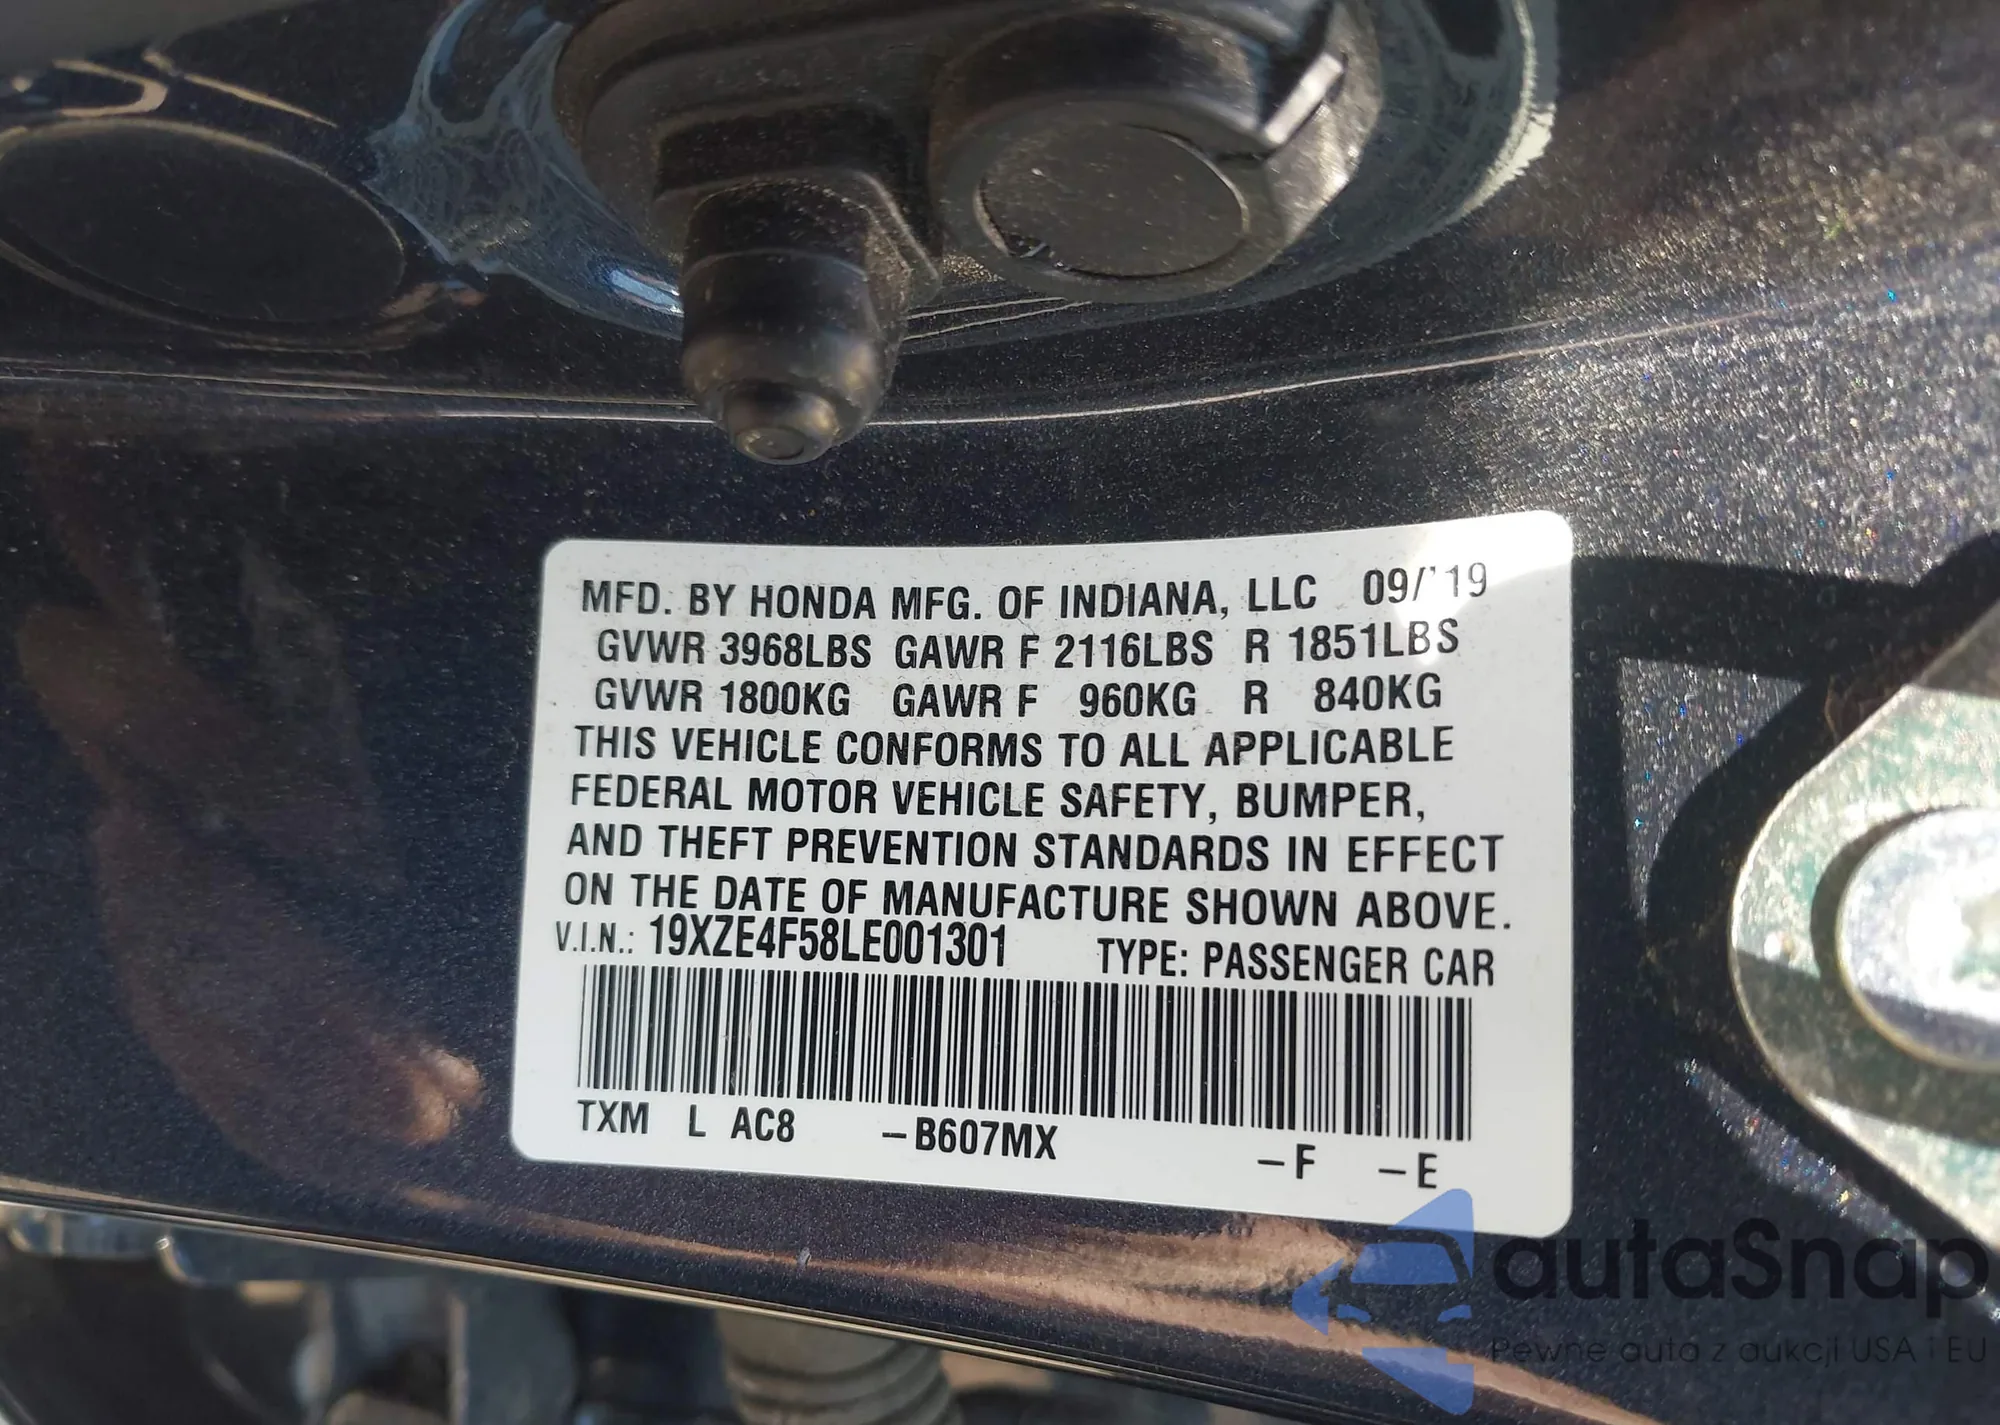 MFD. BY HONDA MFG. OF INDIANA, LLC 09/'19
GVWR 3968LBS GAWR F 2116LBS R 1851LBS
GVWR 1800KG GAWR F 960KG R 840KG
THIS VEHICLE CONFORMS TO ALL APPLICABLE
FEDERAL MOTOR VEHICLE SAFETY, BUMPER,
AND THEFT PREVENTION STANDARDS IN EFFECT
ON THE DATE OF MANUFACTURE SHOWN ABOVE.
V.I.N.: 19XZE4F58LE001301 TYPE: PASSENGER CAR
TXM L AC8 –B607MX –F –E
autaSnap
Pewne auta z aukcji USA i EU